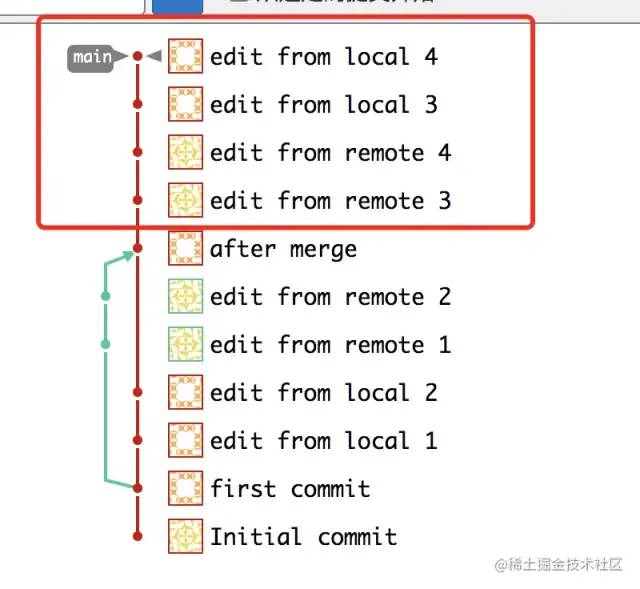 main
edit from local 4
edit from local 3
edit from remote 4
edit from remote 3
after merge
edit from remote 2
edit from remote 1
edit from local 2
edit from local 1
first commit
Initial commit
@稀土掘金技术社区